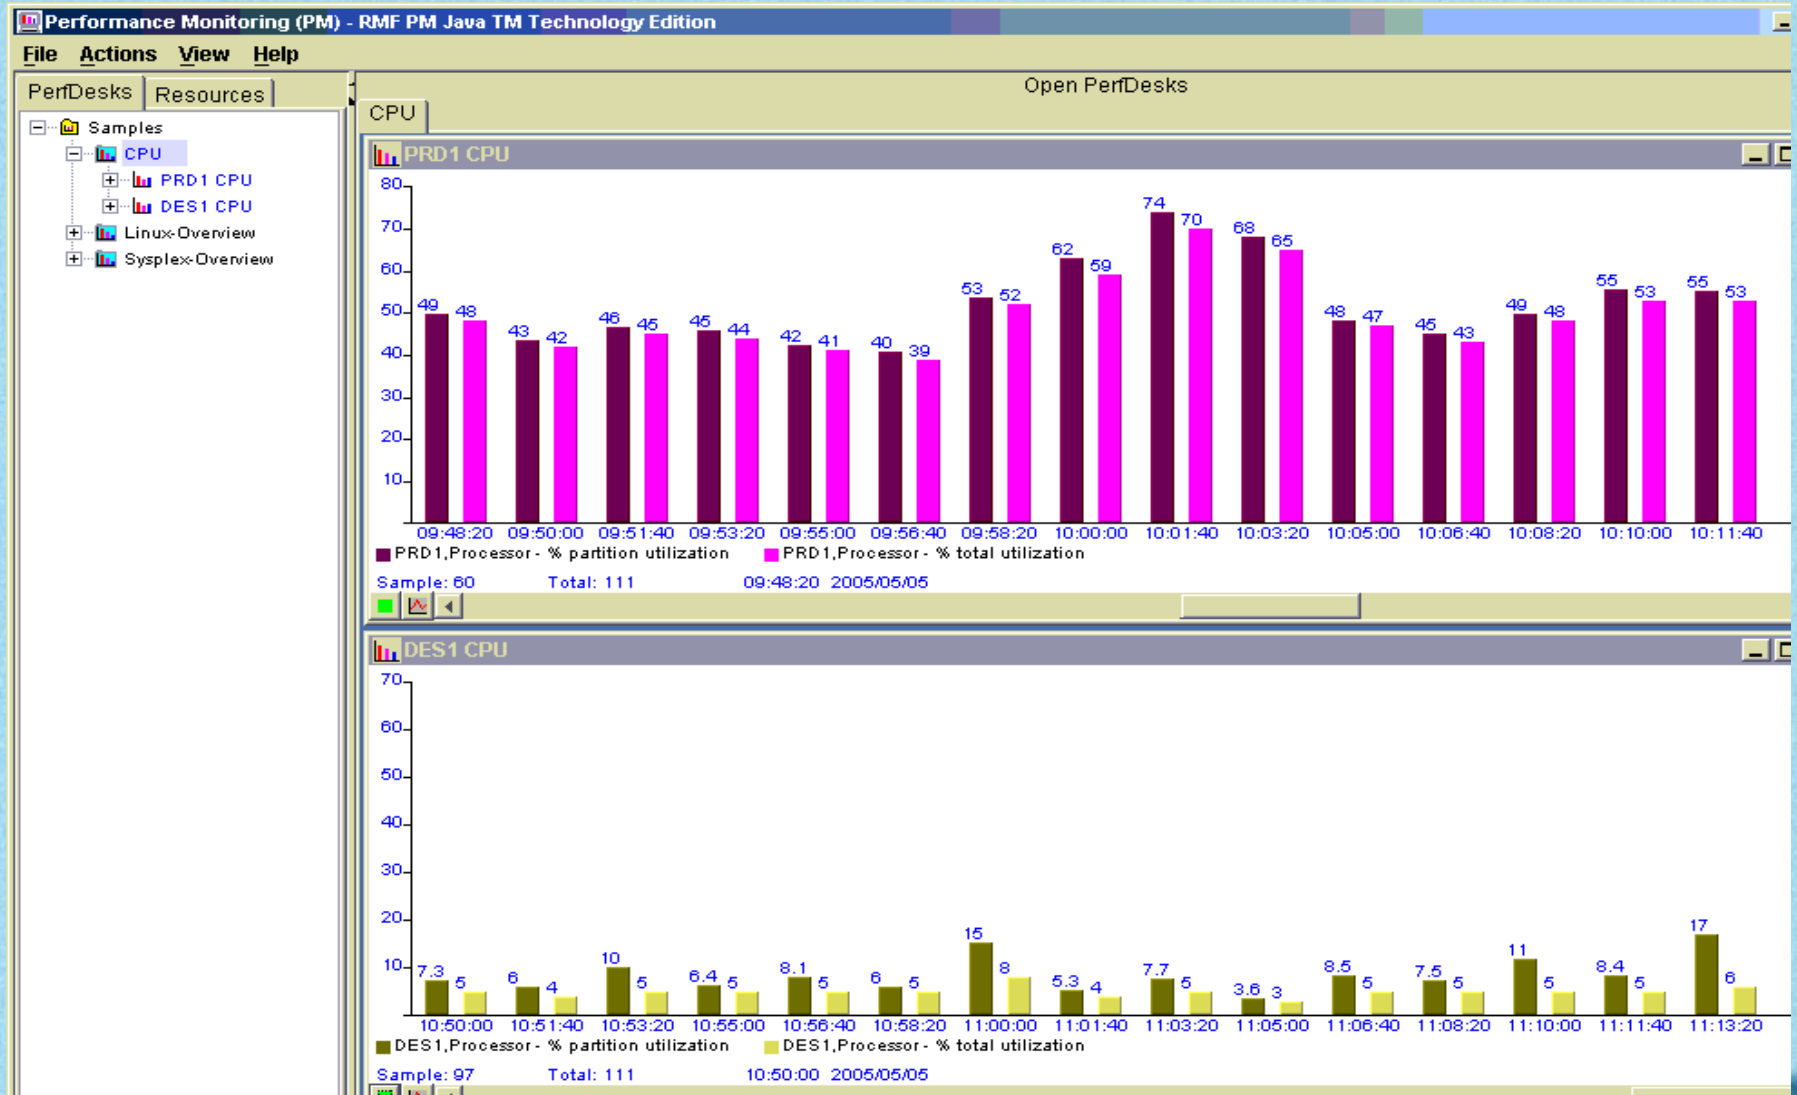 Performance Monitoring (PM) - RMF PM Java TM Technology Edition
File Actions View Help
PerfDesks Resources
Samples
CPU
PRD1 CPU
DES1 CPU
Linux-Overview
Sysplex-Overview
Open PerfDesks
CPU
PRD1 CPU
80
70
60
50
40
30
20
10
49 48 43 42 46 45 45 44 42 41 40 39 53 52 62 59 74 70 68 65 48 47 45 43 49 48 55 53 55 53
09:48:20 09:50:00 09:51:40 09:53:20 09:55:00 09:56:40 09:58:20 10:00:00 10:01:40 10:03:20 10:05:00 10:06:40 10:08:20 10:10:00 10:11:40
PRD1,Processor - % partition utilization PRD1,Processor - % total utilization
Sample: 60 Total: 111 09:48:20 2005/05/05
DES1 CPU
70
60
50
40
30
20
10
7.3 5 6 4 10 5 6.4 5 8.1 5 6 5 15 8 5.3 4 7.7 5 3.6 3 8.5 5 7.5 5 11 5 8.4 5 17 6
10:50:00 10:51:40 10:53:20 10:55:00 10:56:40 10:58:20 11:00:00 11:01:40 11:03:20 11:05:00 11:06:40 11:08:20 11:10:00 11:11:40 11:13:20
DES1,Processor - % partition utilization DES1,Processor - % total utilization
Sample: 97 Total: 111 10:50:00 2005/05/05